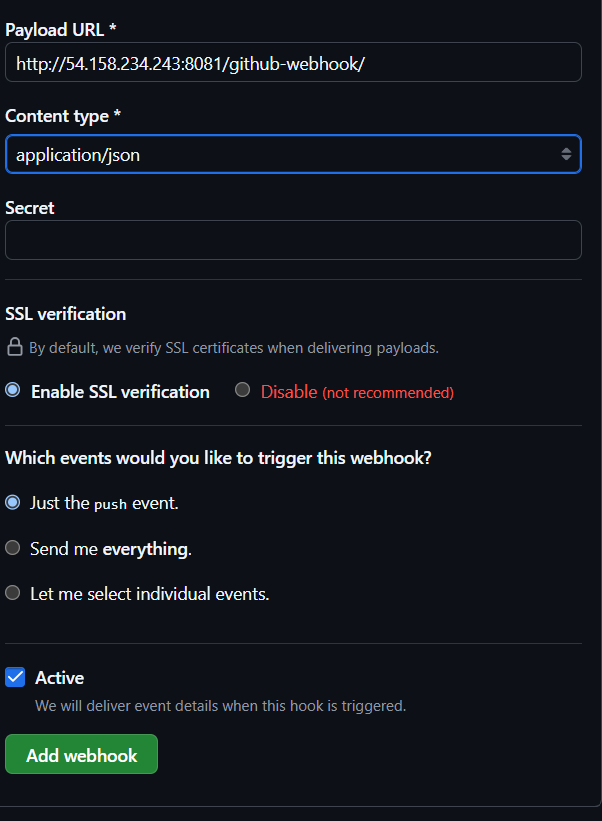 Payload URL *
http://54.158.234.243:8081/github-webhook/
Content type *
application/json
Secret
SSL verification
By default, we verify SSL certificates when delivering payloads.
Enable SSL verification Disable (not recommended)
Which events would you like to trigger this webhook?
Just the push event.
Send me everything.
Let me select individual events.
Active
We will deliver event details when this hook is triggered.
Add webhook